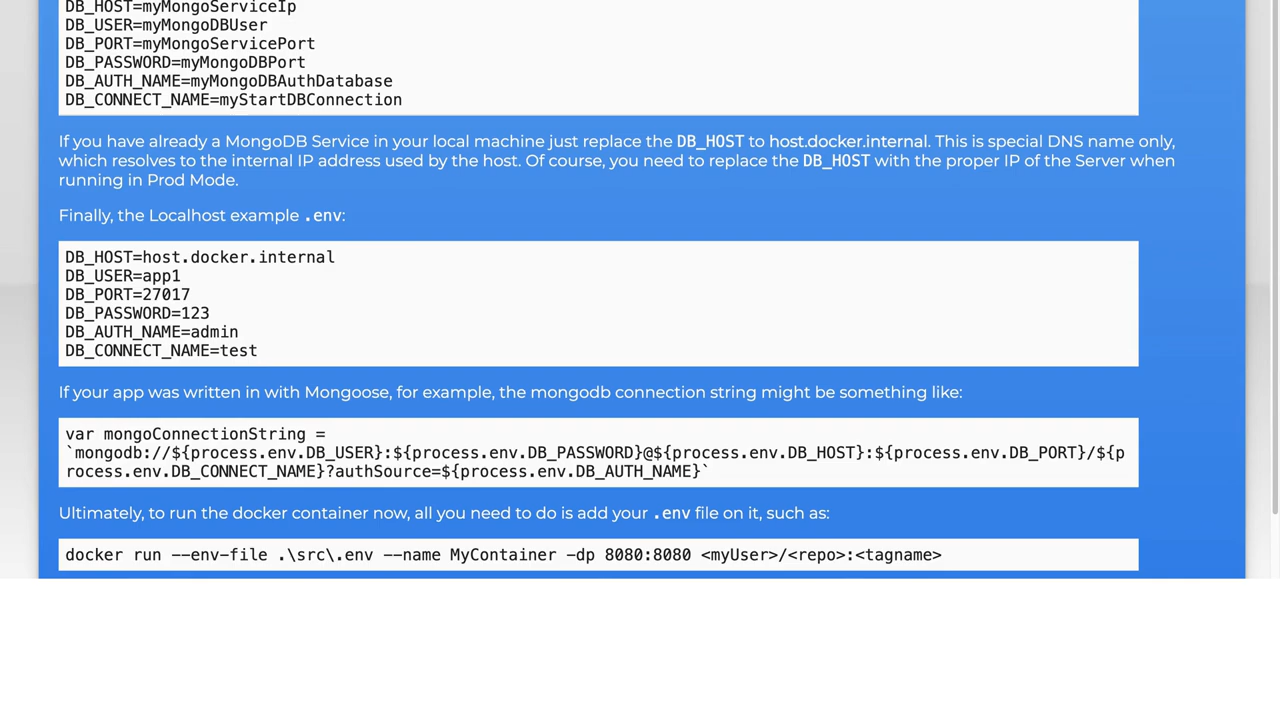 DB_HOST=myMongoServiceIp
DB_USER=myMongoDBUser
DB_PORT=myMongoServicePort
DB_PASSWORD=myMongoDBPort
DB_AUTH_NAME=myMongoDBAuthDatabase
DB_CONNECT_NAME=myStartDBConnection
If you have already a MongoDB Service in your local machine just replace the DB_HOST to host.docker.internal. This is special DNS name only,
which resolves to the internal IP address used by the host. Of course, you need to replace the DB_HOST with the proper IP of the Server when
running in Prod Mode.
Finally, the Localhost example .env:
DB_HOST=host.docker.internal
DB_USER=app1
DB_PORT=27017
DB_PASSWORD=123
DB_AUTH_NAME=admin
DB_CONNECT_NAME=test
If your app was written in with Mongoose, for example, the mongodb connection string might be something like:
var mongoConnectionString =
`mongodb://${process.env.DB_USER}:${process.env.DB_PASSWORD}@${process.env.DB_HOST}:${process.env.DB_PORT}/${p
rocess.env.DB_CONNECT_NAME}?authSource=${process.env.DB_AUTH_NAME}`
Ultimately, to run the docker container now, all you need to do is add your .env file on it, such as:
docker run --env-file .\src\.env --name MyContainer -dp 8080:8080 <myUser>/<repo>:<tagname>